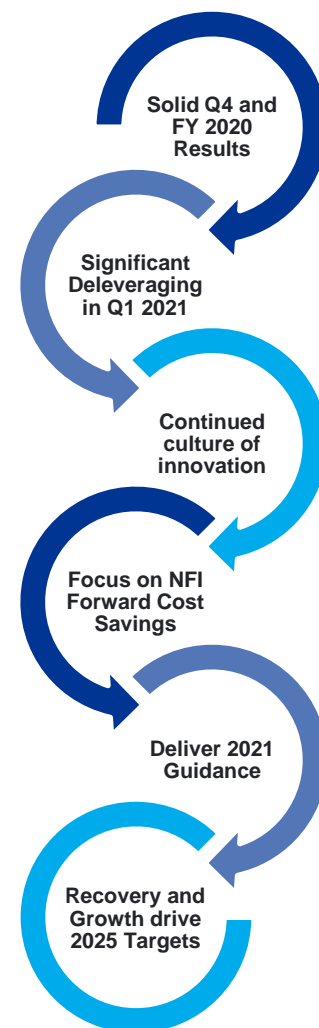 Solid Q4 and
FY 2020
Results
Significant
Deleveraging
in Q1 2021
Continued
culture of
innovation
Focus on NFI
Forward Cost
Savings
Deliver 2021
Guidance
Recovery and
Growth drive
2025 Targets